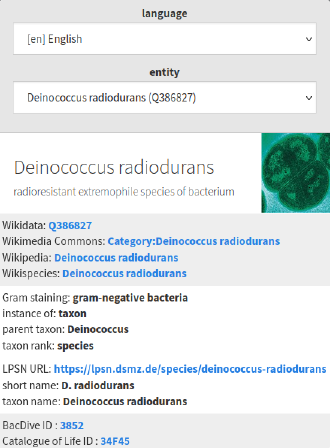 language
[en] English
entity
Deinococcus radiodurans (Q386827)
Deinococcus radiodurans
radioresistant extremophile species of bacterium
Wikidata: Q386827
Wikimedia Commons: Category:Deinococcus radiodurans
Wikipedia: Deinococcus radiodurans
Wikispecies: Deinococcus radiodurans
Gram staining: gram-negative bacteria
instance of: taxon
parent taxon: Deinococcus
taxon rank: species
LPSN URL: https://lpsn.dsmz.de/species/deinococcus-radiodurans
short name: D. radiodurans
taxon name: Deinococcus radiodurans
BacDive ID : 3852
Catalogue of Life ID : 34F45